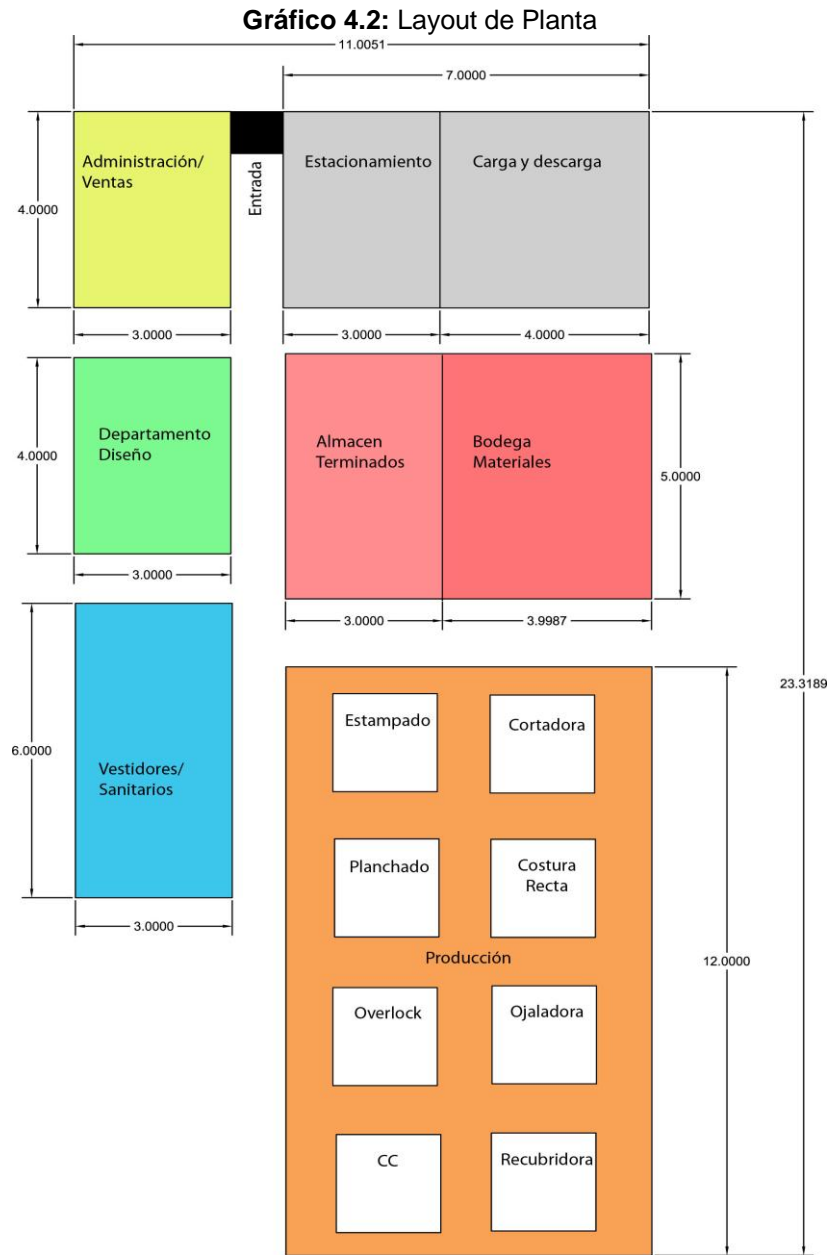 Gráfico 4.2: Layout de Planta
11.0051
7.0000
Administración/
Ventas
Entrada
Estacionamiento
Carga y descarga
4.0000
3.0000
3.0000
4.0000
Departamento
Diseño
4.0000
3.0000
Almacen
Terminados
Bodega
Materiales
5.0000
3.0000
3.9987
23.3189
6.0000
Vestidores/
Sanitarios
3.0000
Estampado
Cortadora
Planchado
Costura
Recta
Producción
12.0000
Overlock
Ojaladora
CC
Recubridora